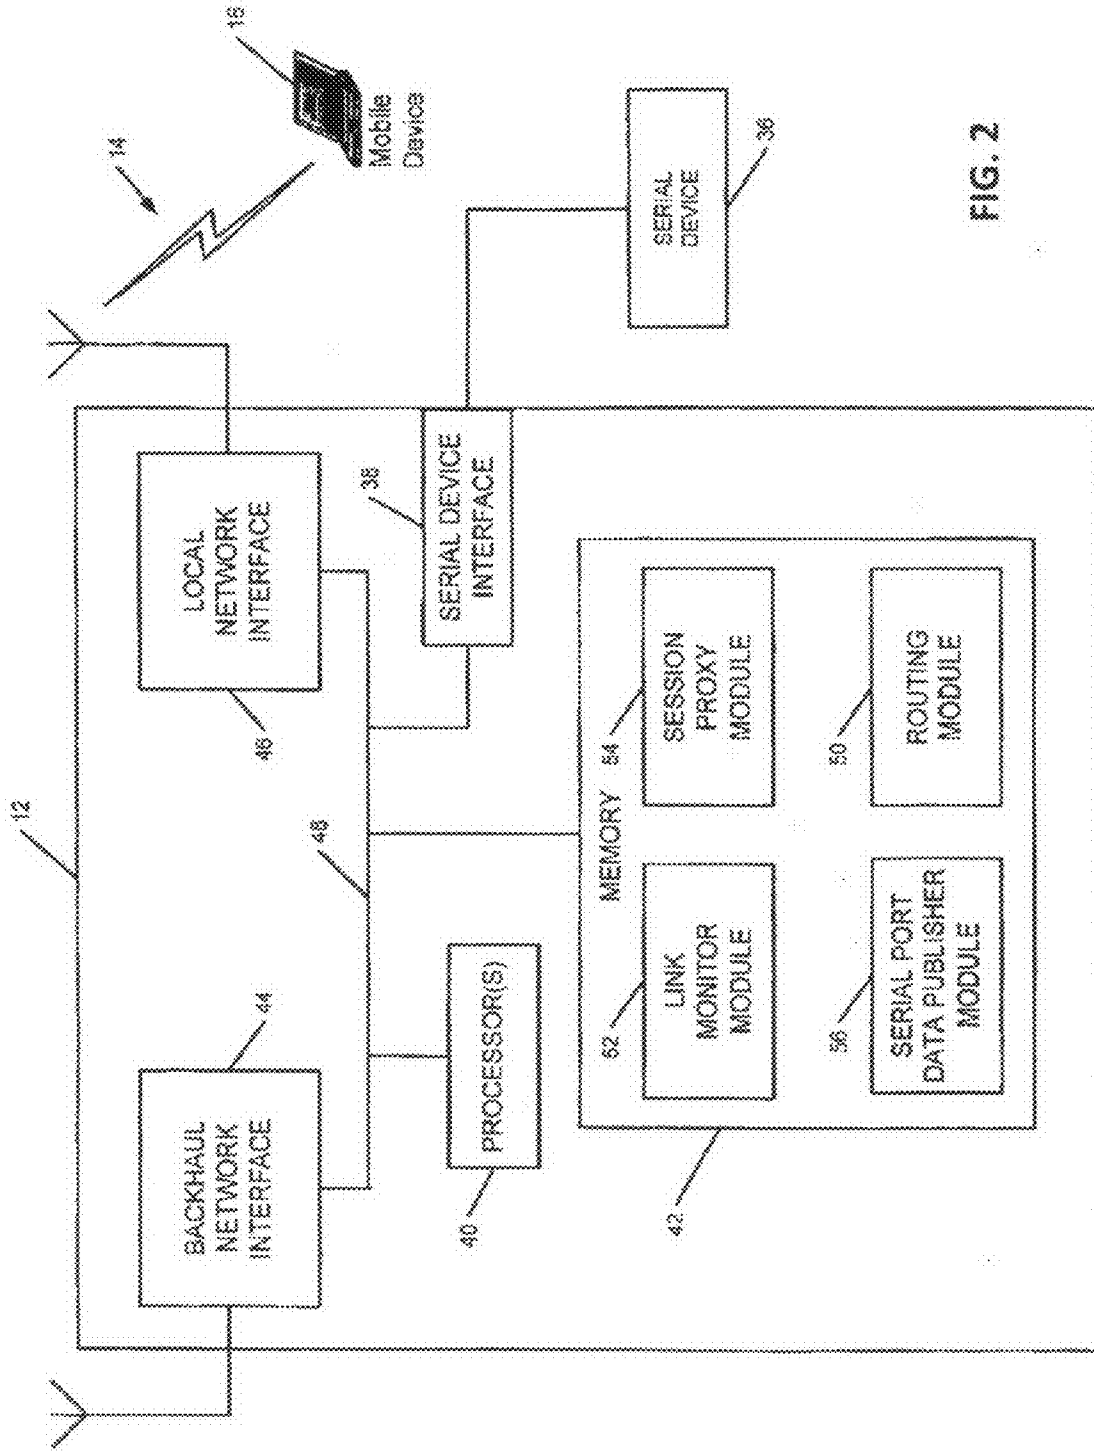 12
14
16
BACKHAUL
NETWORK
INTERFACE
44
46
LOCAL
NETWORK
INTERFACE
Mobile
Device
48
38
PROCESSOR(S)
40
SERIAL DEVICE
INTERFACE
MEMORY
42
52
LINK
MONITOR
MODULE
54
SESSION
PROXY
MODULE
SERIAL
DEVICE
36
56
SERIAL PORT
DATA PUBLISHER
MODULE
50
ROUTING
MODULE
FIG. 2